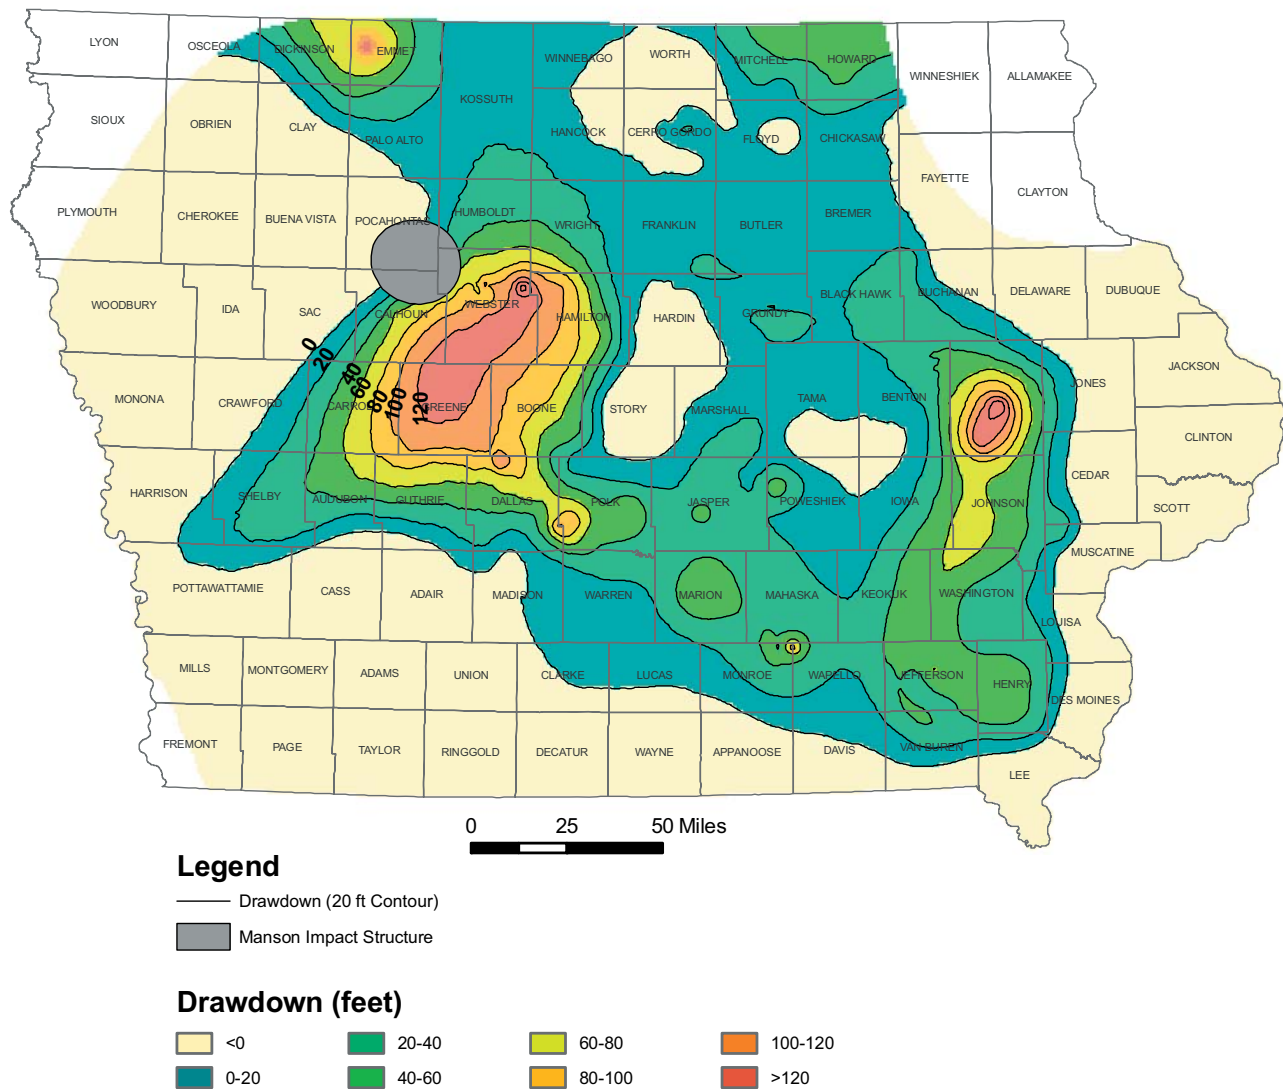 LYON
OSCEOLA
DICKINSON
EMMET
WINNEBAGO
WORTH
MITCHELL
HOWARD
WINNESHIEK
ALLAMAKEE
KOSSUTH
SIOUX
OBRIEN
CLAY
PALO ALTO
HANCOCK
CERRO GORDO
FLOYD
CHICKASAW
FAYETTE
CLAYTON
PLYMOUTH
CHEROKEE
BUENA VISTA
POCAHONTAS
HUMBOLDT
WRIGHT
FRANKLIN
BUTLER
BREMER
WOODBURY
IDA
SAC
CALHOUN
WEBSTER
HAMILTON
HARDIN
GRUNDY
BLACK HAWK
BUCHANAN
DELAWARE
DUBUQUE
0
20
40
60
80
100
120
MONONA
CRAWFORD
CARROLL
GREENE
BOONE
STORY
MARSHALL
TAMA
BENTON
JONES
JACKSON
CLINTON
HARRISON
SHELBY
AUDUBON
GUTHRIE
DALLAS
POLK
JASPER
POWESHIEK
IOWA
JOHNSON
CEDAR
SCOTT
MUSCATINE
POTTAWATTAMIE
CASS
ADAIR
MADISON
WARREN
MARION
MAHASKA
KEOKUK
WASHINGTON
LOUISA
MILLS
MONTGOMERY
ADAMS
UNION
CLARKE
LUCAS
MONROE
WAPELLO
JEFFERSON
HENRY
DES MOINES
FREMONT
PAGE
TAYLOR
RINGGOLD
DECATUR
WAYNE
APPANOOSE
DAVIS
VAN BUREN
LEE
0 25 50 Miles
Legend
Drawdown (20 ft Contour)
Manson Impact Structure
Drawdown (feet)
<0 20-40 60-80 100-120
0-20 40-60 80-100 >120